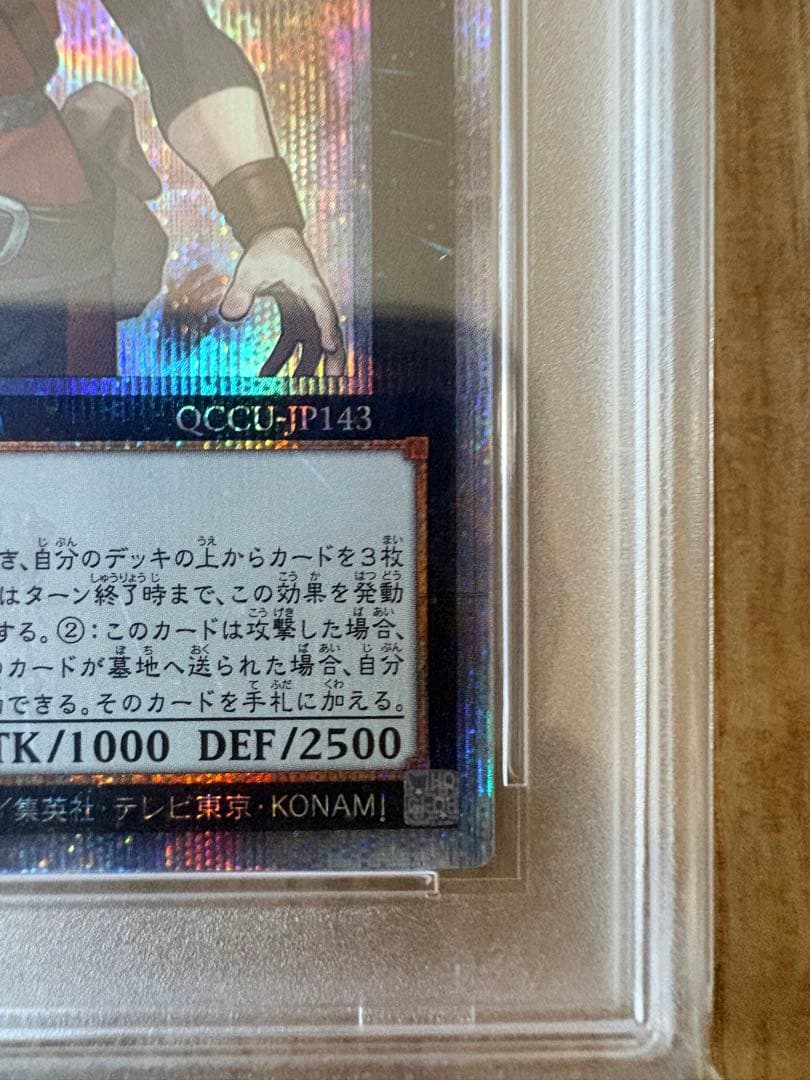 QCCU-JP143
き、自分のデッキの上からカードを３枚
はターン終了時まで、この効果を発動
する。②：このカードは攻撃した場合、
カードが墓地へ送られた場合、自分
できる。そのカードを手札に加える。
TK/1000 DEF/2500
／集英社・テレビ東京・KONAMI